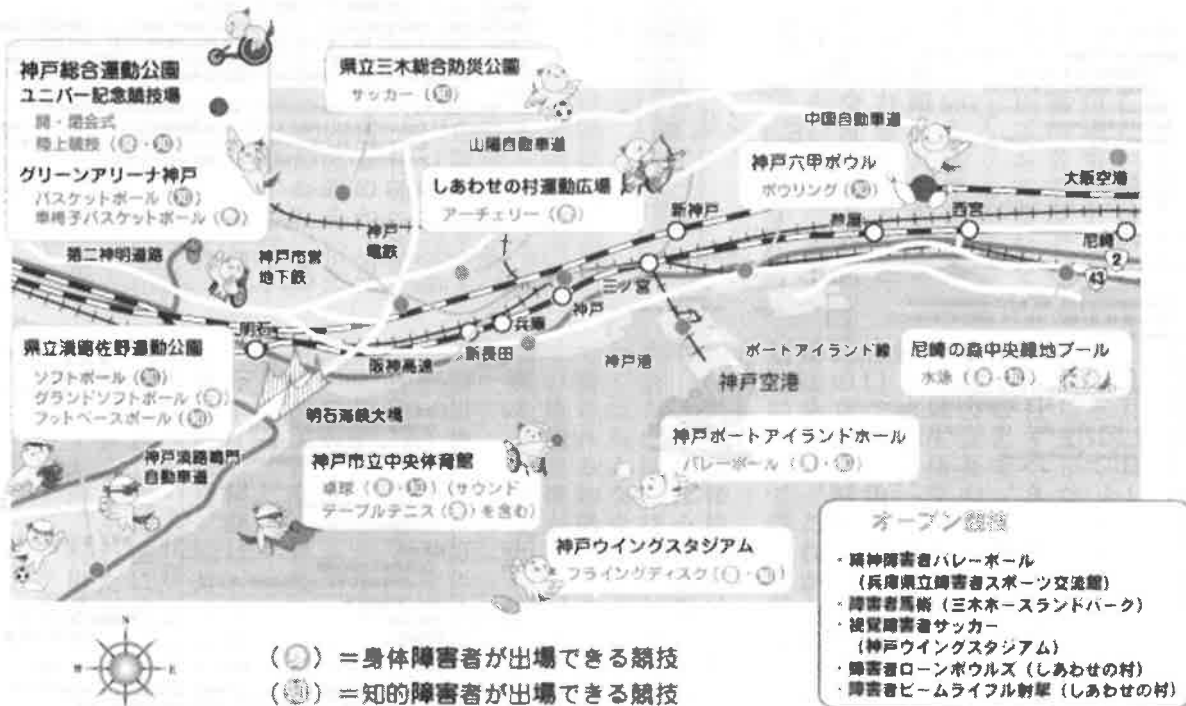 神戸総合運動公園
ユニバー記念競技場
開・閉会式
陸上競技(身・知)
グリーンアリーナ神戸
バスケットボール(知)
車椅子バスケットボール(身)
県立三木総合防災公園
サッカー(知)
山陽自動車道
中国自動車道
しあわせの村運動広場
アーチェリー(身)
神戸六甲ボウル
ボウリング(知)
大阪空港
新神戸
芦屋
西宮
尼崎
2
43
第二神明道路
神戸市営
地下鉄
神戸
電鉄
三ノ宮
神戸
兵庫
新長田
明石
阪神高速
神戸港
ポートアイランド線
神戸空港
県立淡路佐野運動公園
ソフトボール(知)
グランドソフトボール(身)
フットベースボール(知)
明石海峡大橋
尼崎の森中央緑地プール
水泳(身・知)
神戸ポートアイランドホール
バレーボール(身・知)
神戸淡路鳴門
自動車道
神戸市立中央体育館
卓球(身・知)(サウンド
テーブルテニス(身)を含む)
神戸ウイングスタジアム
フライングディスク(身・知)
オープン競技
・精神障害者バレーボール
(兵庫県立障害者スポーツ交流館)
・障害者馬術(三木ホースランドパーク)
・視覚障害者サッカー
(神戸ウイングスタジアム)
・障害者ローンボウルズ(しあわせの村)
・障害者ビームライフル射撃(しあわせの村)
N
W
E
(身)=身体障害者が出場できる競技
(知)=知的障害者が出場できる競技